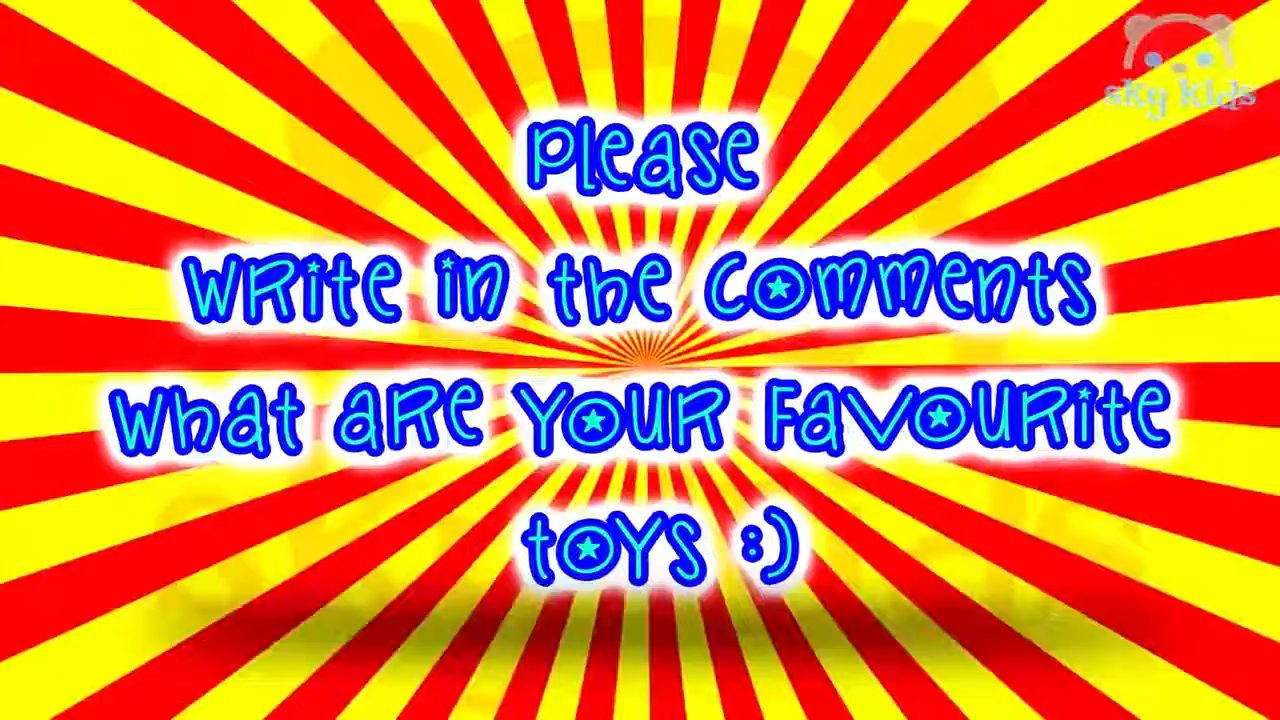 sky kids
Please
Write in the comments
What are Your Favourite
toys :)